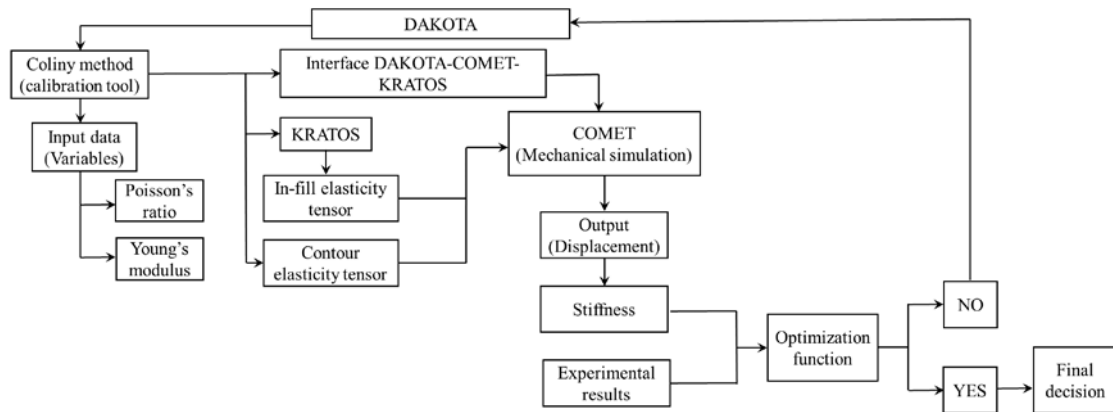 DAKOTA
Coliny method
(calibration tool)
Interface DAKOTA-COMET-
KRATOS
Input data
(Variables)
KRATOS
COMET
(Mechanical simulation)
Poisson's
ratio
In-fill elasticity
tensor
Young's
modulus
Contour
elasticity tensor
Output
(Displacement)
Stiffness
Experimental
results
Optimization
function
NO
YES
Final
decision